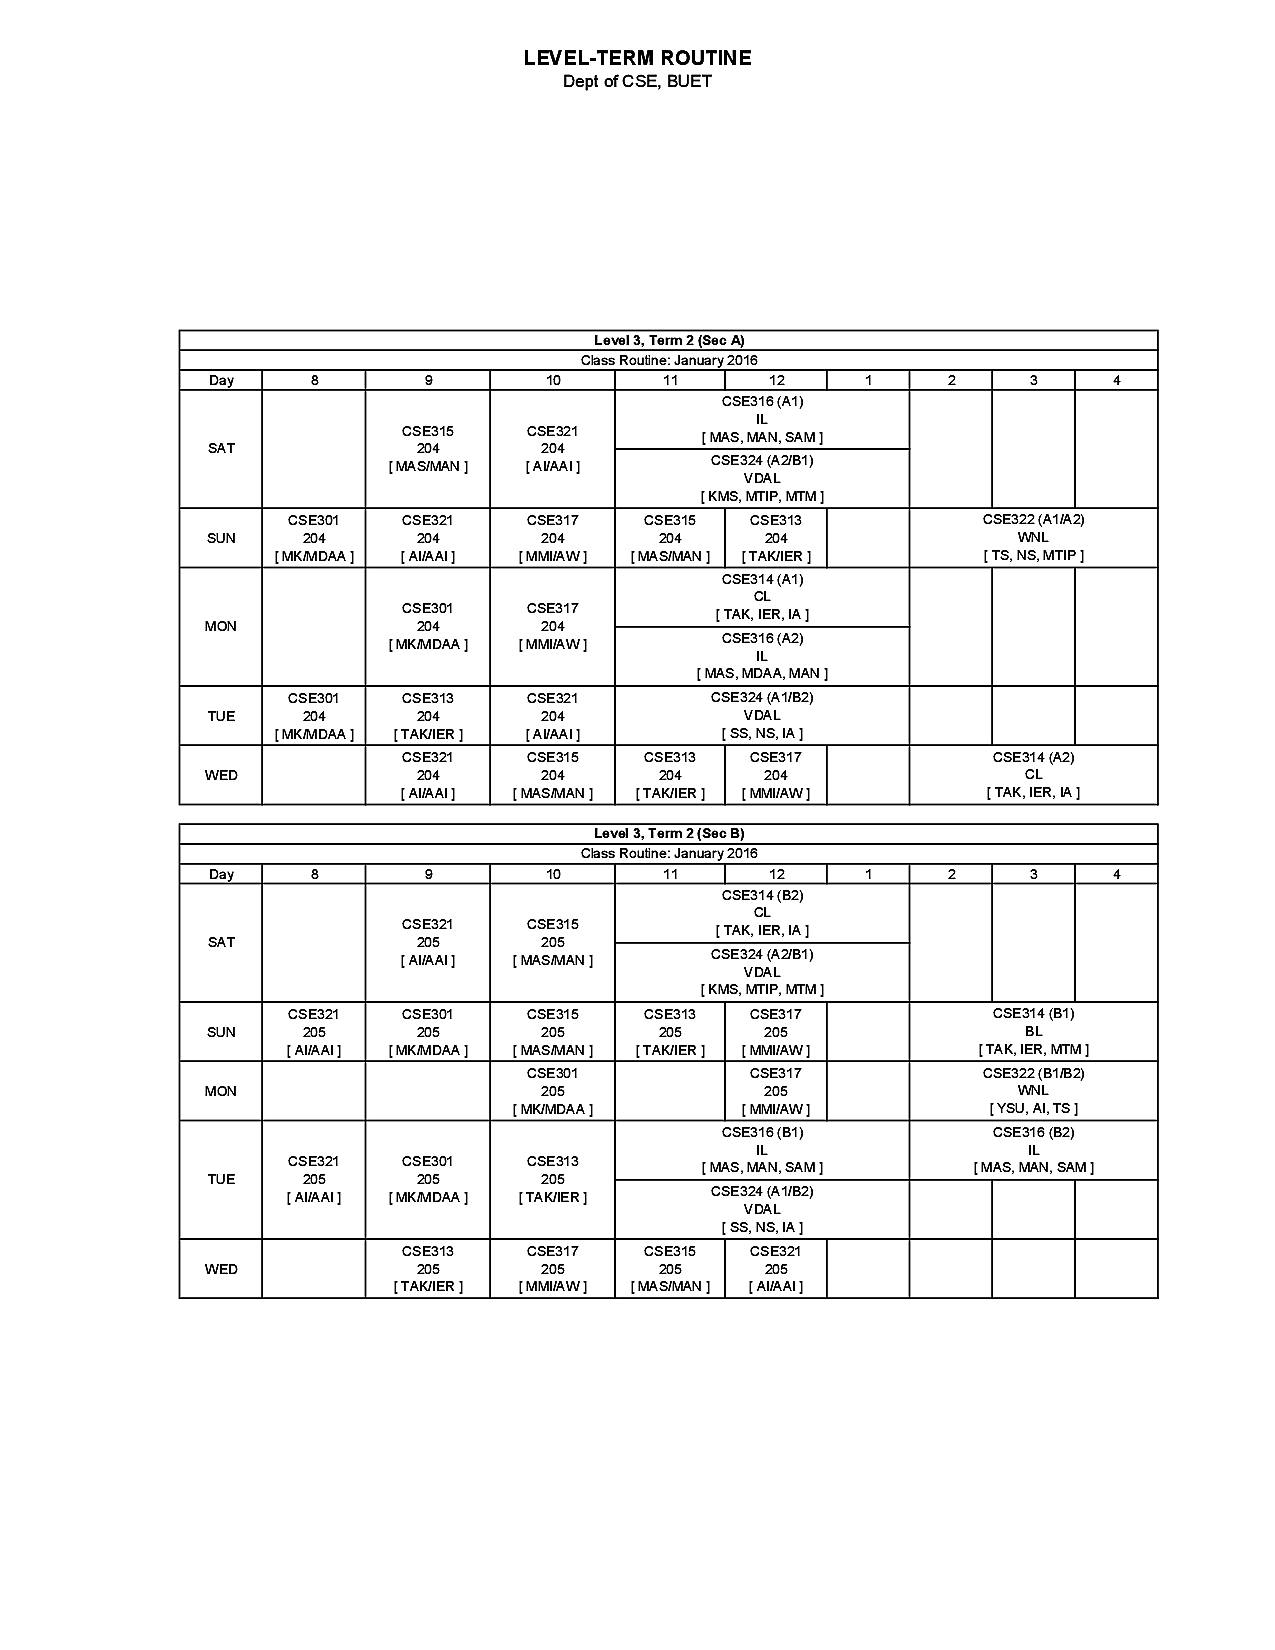 LEVEL-TERM ROUTINE
Dept of CSE, BUET
Level 3, Term 2 (Sec A)
Class Routine: January 2016
Day 8 9 10 11 12 1 2 3 4
SAT
CSE315
204
[ MAS/MAN ]
CSE321
204
[ AI/AAI ]
CSE316 (A1)
IL
[ MAS, MAN, SAM ]
CSE324 (A2/B1)
VDAL
[ KMS, MTIP, MTM ]
SUN
CSE301
204
[ MK/MDAA ]
CSE321
204
[ AI/AAI ]
CSE317
204
[ MMI/AW ]
CSE315
204
[ MAS/MAN ]
CSE313
204
[ TAK/IER ]
CSE322 (A1/A2)
WNL
[ TS, NS, MTIP ]
MON
CSE301
204
[ MK/MDAA ]
CSE317
204
[ MMI/AW ]
CSE314 (A1)
CL
[ TAK, IER, IA ]
CSE316 (A2)
IL
[ MAS, MDAA, MAN ]
TUE
CSE301
204
[ MK/MDAA ]
CSE313
204
[ TAK/IER ]
CSE321
204
[ AI/AAI ]
CSE324 (A1/B2)
VDAL
[ SS, NS, IA ]
WED
CSE321
204
[ AI/AAI ]
CSE315
204
[ MAS/MAN ]
CSE313
204
[ TAK/IER ]
CSE317
204
[ MMI/AW ]
CSE314 (A2)
CL
[ TAK, IER, IA ]
Level 3, Term 2 (Sec B)
Class Routine: January 2016
Day 8 9 10 11 12 1 2 3 4
SAT
CSE321
205
[ AI/AAI ]
CSE315
205
[ MAS/MAN ]
CSE314 (B2)
CL
[ TAK, IER, IA ]
CSE324 (A2/B1)
VDAL
[ KMS, MTIP, MTM ]
SUN
CSE321
205
[ AI/AAI ]
CSE301
205
[ MK/MDAA ]
CSE315
205
[ MAS/MAN ]
CSE313
205
[ TAK/IER ]
CSE317
205
[ MMI/AW ]
CSE314 (B1)
BL
[ TAK, IER, MTM ]
MON
CSE301
205
[ MK/MDAA ]
CSE317
205
[ MMI/AW ]
CSE322 (B1/B2)
WNL
[ YSU, AI, TS ]
TUE
CSE321
205
[ AI/AAI ]
CSE301
205
[ MK/MDAA ]
CSE313
205
[ TAK/IER ]
CSE316 (B1)
IL
[ MAS, MAN, SAM ]
CSE324 (A1/B2)
VDAL
[ SS, NS, IA ]
CSE316 (B2)
IL
[ MAS, MAN, SAM ]
WED
CSE313
205
[ TAK/IER ]
CSE317
205
[ MMI/AW ]
CSE315
205
[ MAS/MAN ]
CSE321
205
[ AI/AAI ]